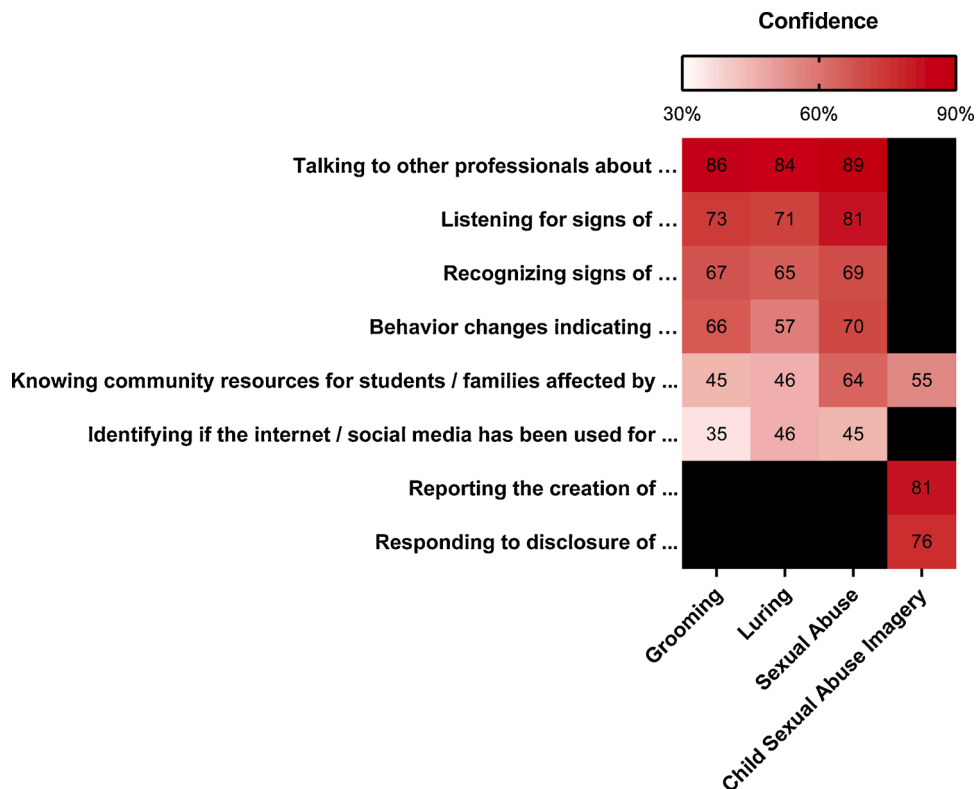 Confidence
30% 60% 90%
Talking to other professionals about … 86 84 89
Listening for signs of … 73 71 81
Recognizing signs of … 67 65 69
Behavior changes indicating … 66 57 70
Knowing community resources for students / families affected by ... 45 46 64 55
Identifying if the internet / social media has been used for ... 35 46 45
Reporting the creation of ... 81
Responding to disclosure of ... 76
Grooming
Luring
Sexual Abuse
Child Sexual Abuse Imagery